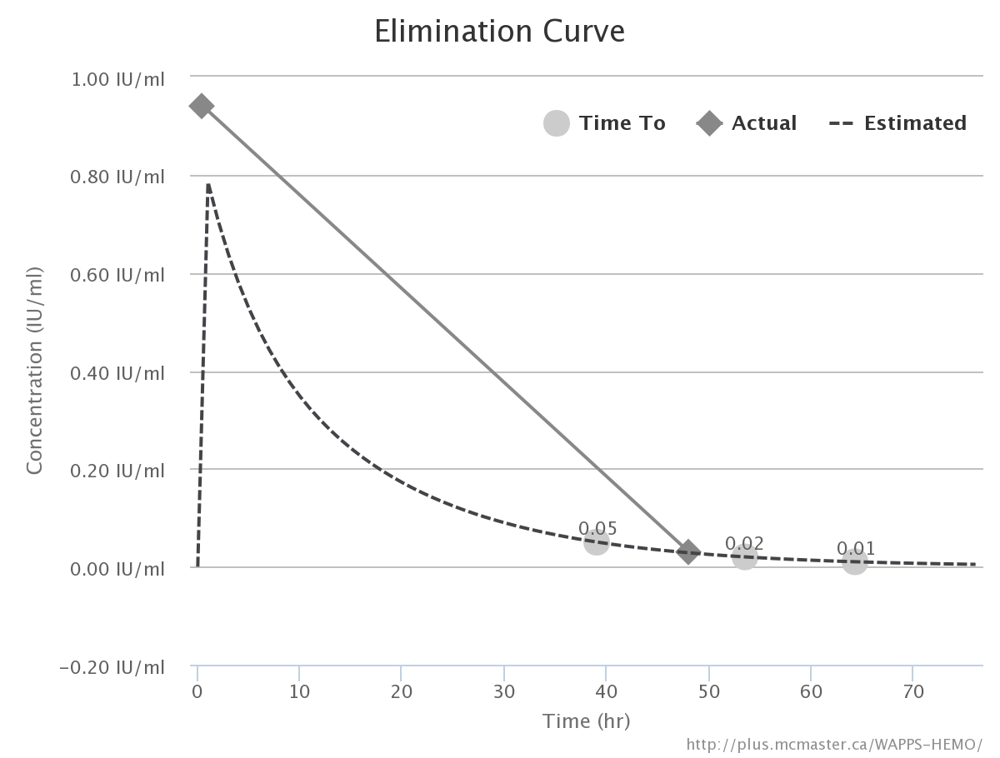 Elimination Curve
1.00 IU/ml
Time To
Actual
Estimated
0.80 IU/ml
0.60 IU/ml
Concentration (IU/ml)
0.40 IU/ml
0.20 IU/ml
0.05
0.02
0.01
0.00 IU/ml
−0.20 IU/ml
0 10 20 30 40 50 60 70
Time (hr)
http://plus.mcmaster.ca/WAPPS-HEMO/